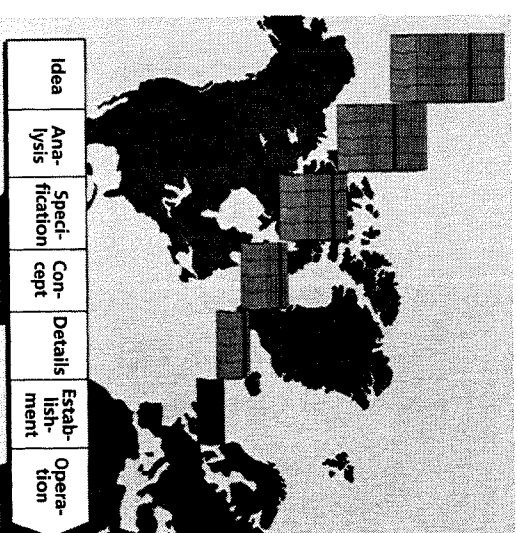 Idea
Ana-
lysis
Speci-
fication
Con-
cept
Details
Estab-
lish-
ment
Opera-
tion